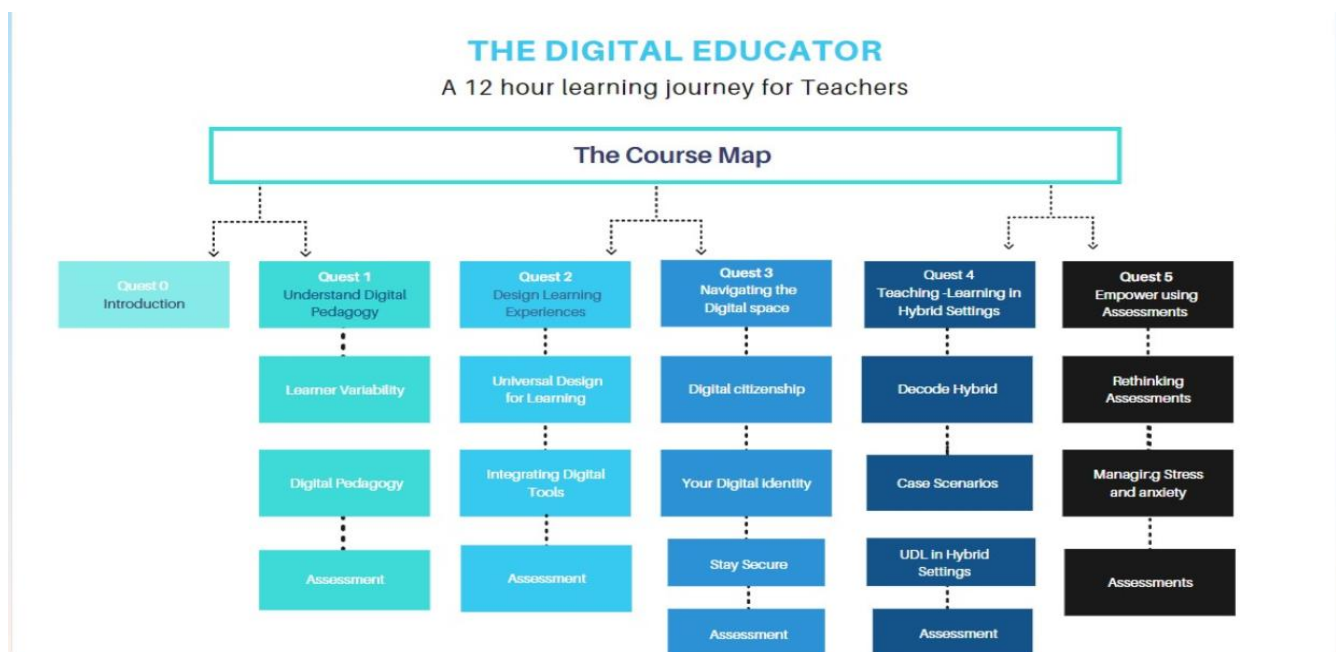 THE DIGITAL EDUCATOR
A 12 hour learning journey for Teachers
The Course Map
Quest 0
Introduction
Quest 1
Understand Digital
Pedagogy
Learner Variability
Digital Pedagogy
Assessment
Quest 2
Design Learning
Experiences
Universal Design
for Learning
Integrating Digital
Tools
Assessment
Quest 3
Navigating the
Digital space
Digital citizenship
Your Digital Identity
Stay Secure
Assessment
Quest 4
Teaching -Learning in
Hybrid Settings
Decode Hybrid
Case Scenarios
UDL in Hybrid
Settings
Assessment
Quest 5
Empower using
Assessments
Rethinking
Assessments
Managing Stress
and anxiety
Assessments